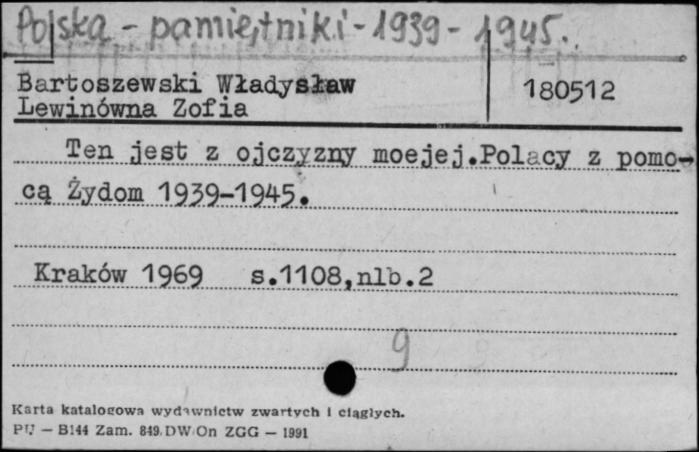 Polska - pamiętniki - 1939 - 1945.
Bartoszewski Władysław
Lewinówna Zofia
180512
Ten jest z ojczyzny moejej.Polacy z pomo-
cą Żydom 1939-1945.
Kraków 1969 s.1108,nlb.2
9
Karta katalogowa wydawnictw zwartych i ciągłych.
PU — B144 Zam. 849. DW On ZGG — 1991